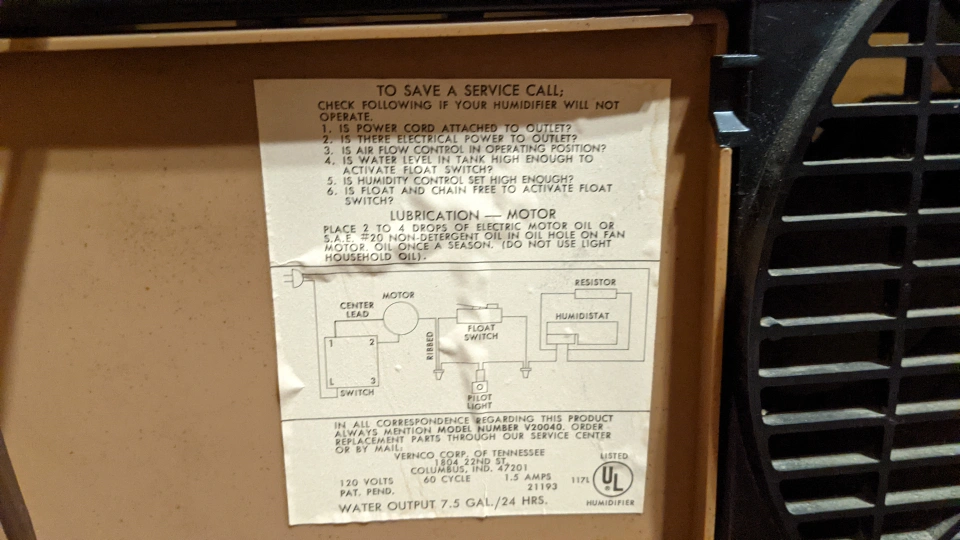 TO SAVE A SERVICE CALL;
CHECK FOLLOWING IF YOUR HUMIDIFIER WILL NOT
OPERATE.
1. IS POWER CORD ATTACHED TO OUTLET?
2. IS THERE ELECTRICAL POWER TO OUTLET?
3. IS AIR FLOW CONTROL IN OPERATING POSITION?
4. IS WATER LEVEL IN TANK HIGH ENOUGH TO
ACTIVATE FLOAT SWITCH?
5. IS HUMIDITY CONTROL SET HIGH ENOUGH?
6. IS FLOAT AND CHAIN FREE TO ACTIVATE FLOAT
SWITCH?
LUBRICATION — MOTOR
PLACE 2 TO 4 DROPS OF ELECTRIC MOTOR OIL OR
S.A.E. #20 NON-DETERGENT OIL IN OIL HOLE ON FAN
MOTOR. OIL ONCE A SEASON. (DO NOT USE LIGHT
HOUSEHOLD OIL).
RESISTOR
MOTOR
CENTER
LEAD
HUMIDISTAT
FLOAT
SWITCH
RIBBED
1 2
L 3
SWITCH
PILOT
LIGHT
IN ALL CORRESPONDENCE REGARDING THIS PRODUCT
ALWAYS MENTION MODEL NUMBER V20040. ORDER
REPLACEMENT PARTS THROUGH OUR SERVICE CENTER
OR BY MAIL:
VERNCO CORP. OF TENNESSEE
1804 22ND ST.
COLUMBUS, IND. 47201
120 VOLTS 60 CYCLE 1.5 AMPS
PAT. PEND. 21193
WATER OUTPUT 7.5 GAL./24 HRS.
LISTED
117L UL
HUMIDIFIER